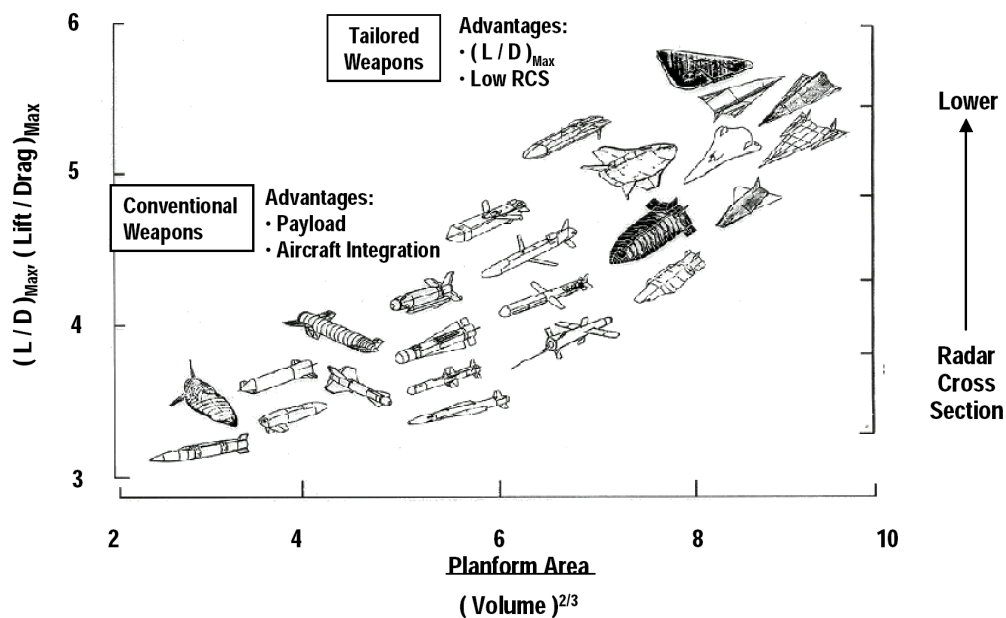 6
Tailored
Weapons
Advantages:
· ( L / D )Max
· Low RCS
5
Conventional
Weapons
Advantages:
· Payload
· Aircraft Integration
4
3
( L / D )Max, ( Lift / Drag )Max
Lower
Radar
Cross
Section
2 4 6 8 10
Planform Area
( Volume )2/3